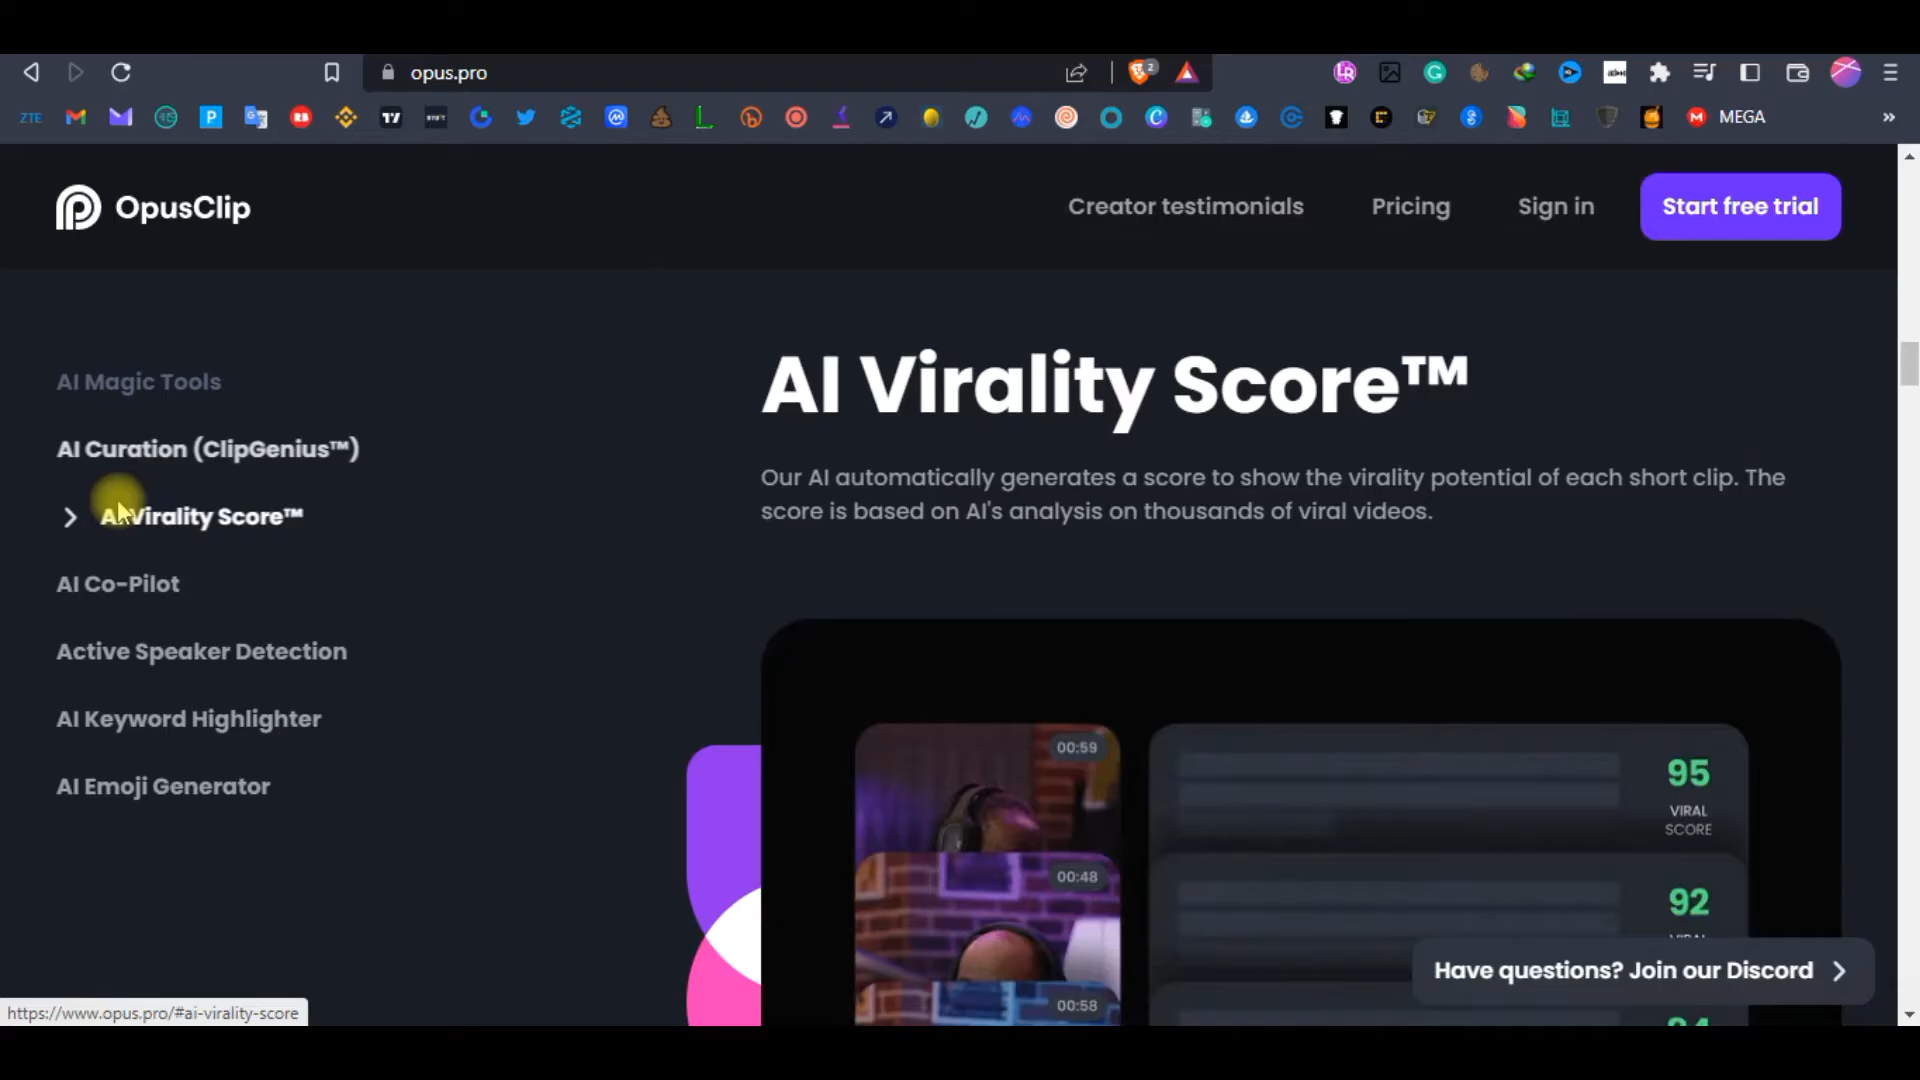 opus.pro
2
ZTE
MEGA
»
OpusClip
Creator testimonials
Pricing
Sign in
Start free trial
AI Magic Tools
AI Curation (ClipGenius™)
AI Virality Score™
AI Co-Pilot
Active Speaker Detection
AI Keyword Highlighter
AI Emoji Generator
AI Virality Score™
Our AI automatically generates a score to show the virality potential of each short clip. The
score is based on AI's analysis on thousands of viral videos.
00:59
95
VIRAL
SCORE
00:48
92
VIRAL
00:58
Have questions? Join our Discord
https://www.opus.pro/#ai-virality-score